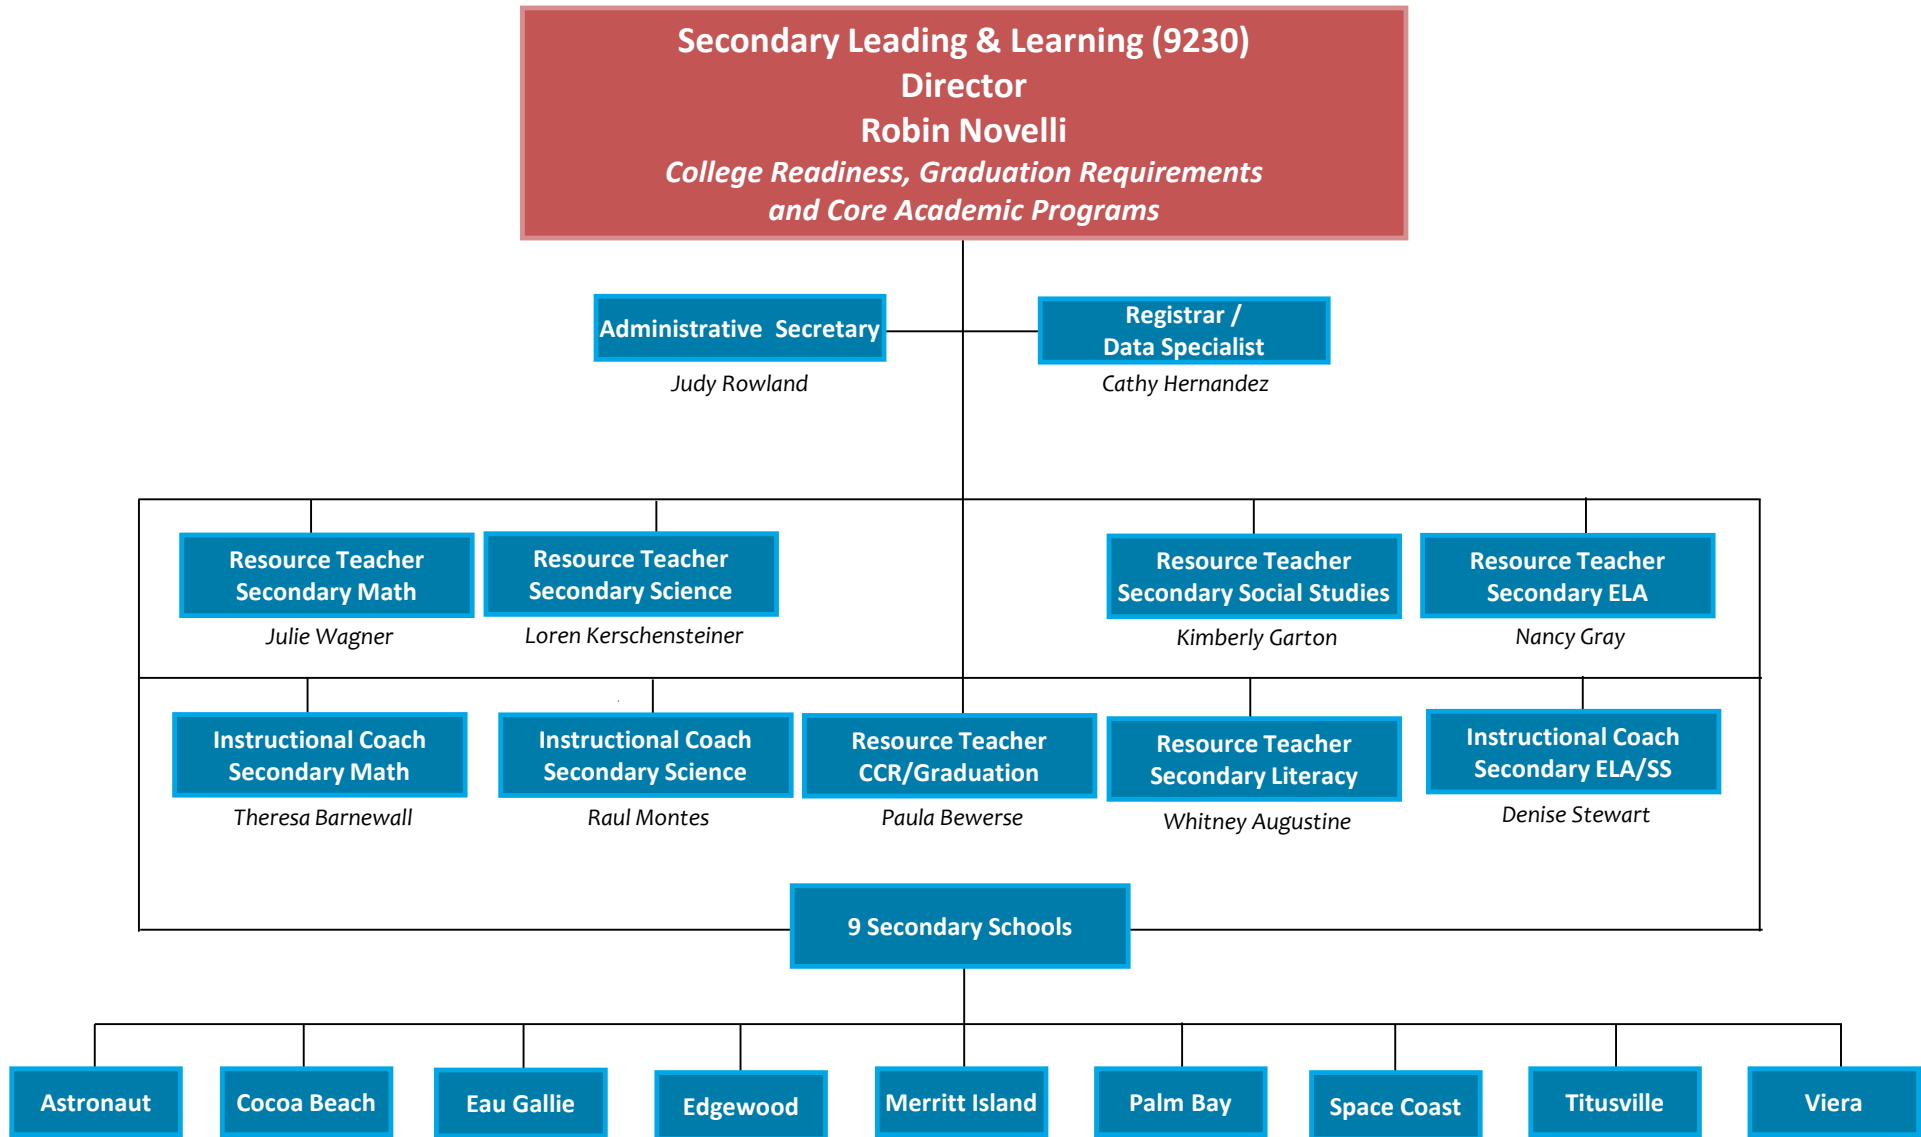 Secondary Leading & Learning (9230)
Director
Robin Novelli
College Readiness, Graduation Requirements
and Core Academic Programs
Administrative Secretary
Judy Rowland
Registrar /
Data Specialist
Cathy Hernandez
Resource Teacher
Secondary Math
Julie Wagner
Resource Teacher
Secondary Science
Loren Kerschensteiner
Resource Teacher
Secondary Social Studies
Kimberly Garton
Resource Teacher
Secondary ELA
Nancy Gray
Instructional Coach
Secondary Math
Theresa Barnewall
Instructional Coach
Secondary Science
Raul Montes
Resource Teacher
CCR/Graduation
Paula Bewerse
Resource Teacher
Secondary Literacy
Whitney Augustine
Instructional Coach
Secondary ELA/SS
Denise Stewart
9 Secondary Schools
Astronaut
Cocoa Beach
Eau Gallie
Edgewood
Merritt Island
Palm Bay
Space Coast
Titusville
Viera